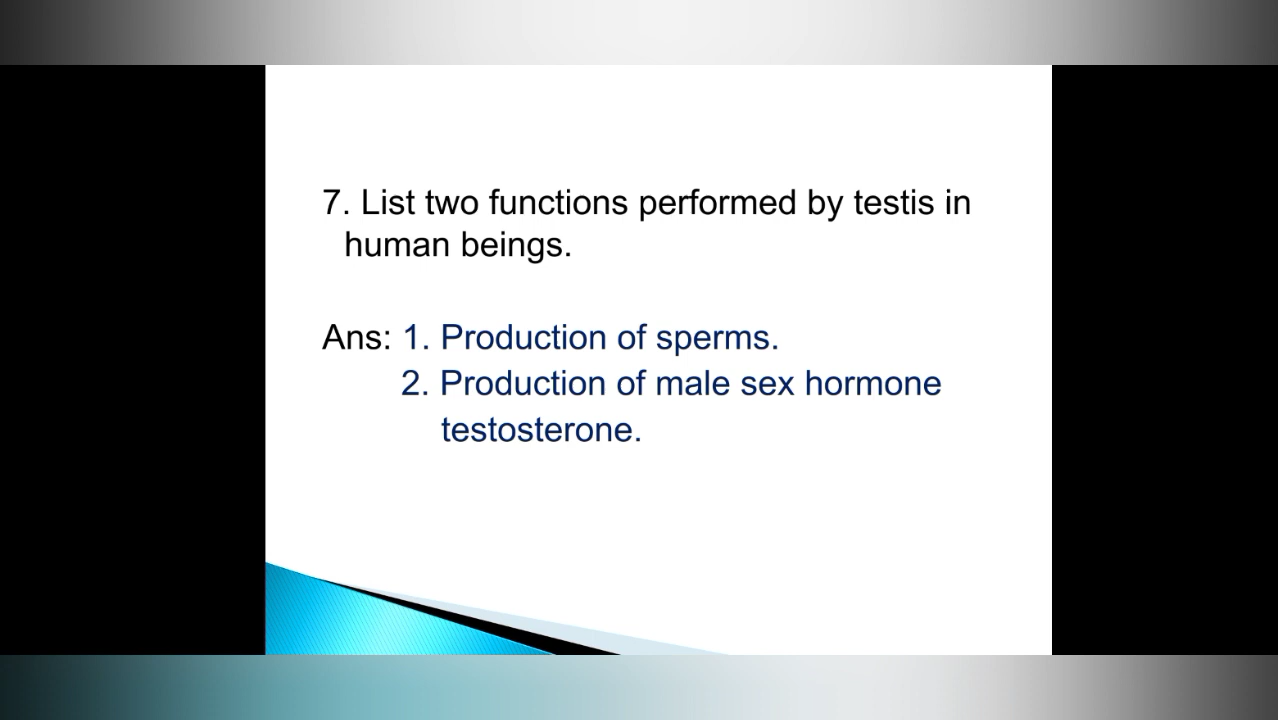 7. List two functions performed by testis in
human beings.
Ans: 1. Production of sperms.
2. Production of male sex hormone
testosterone.